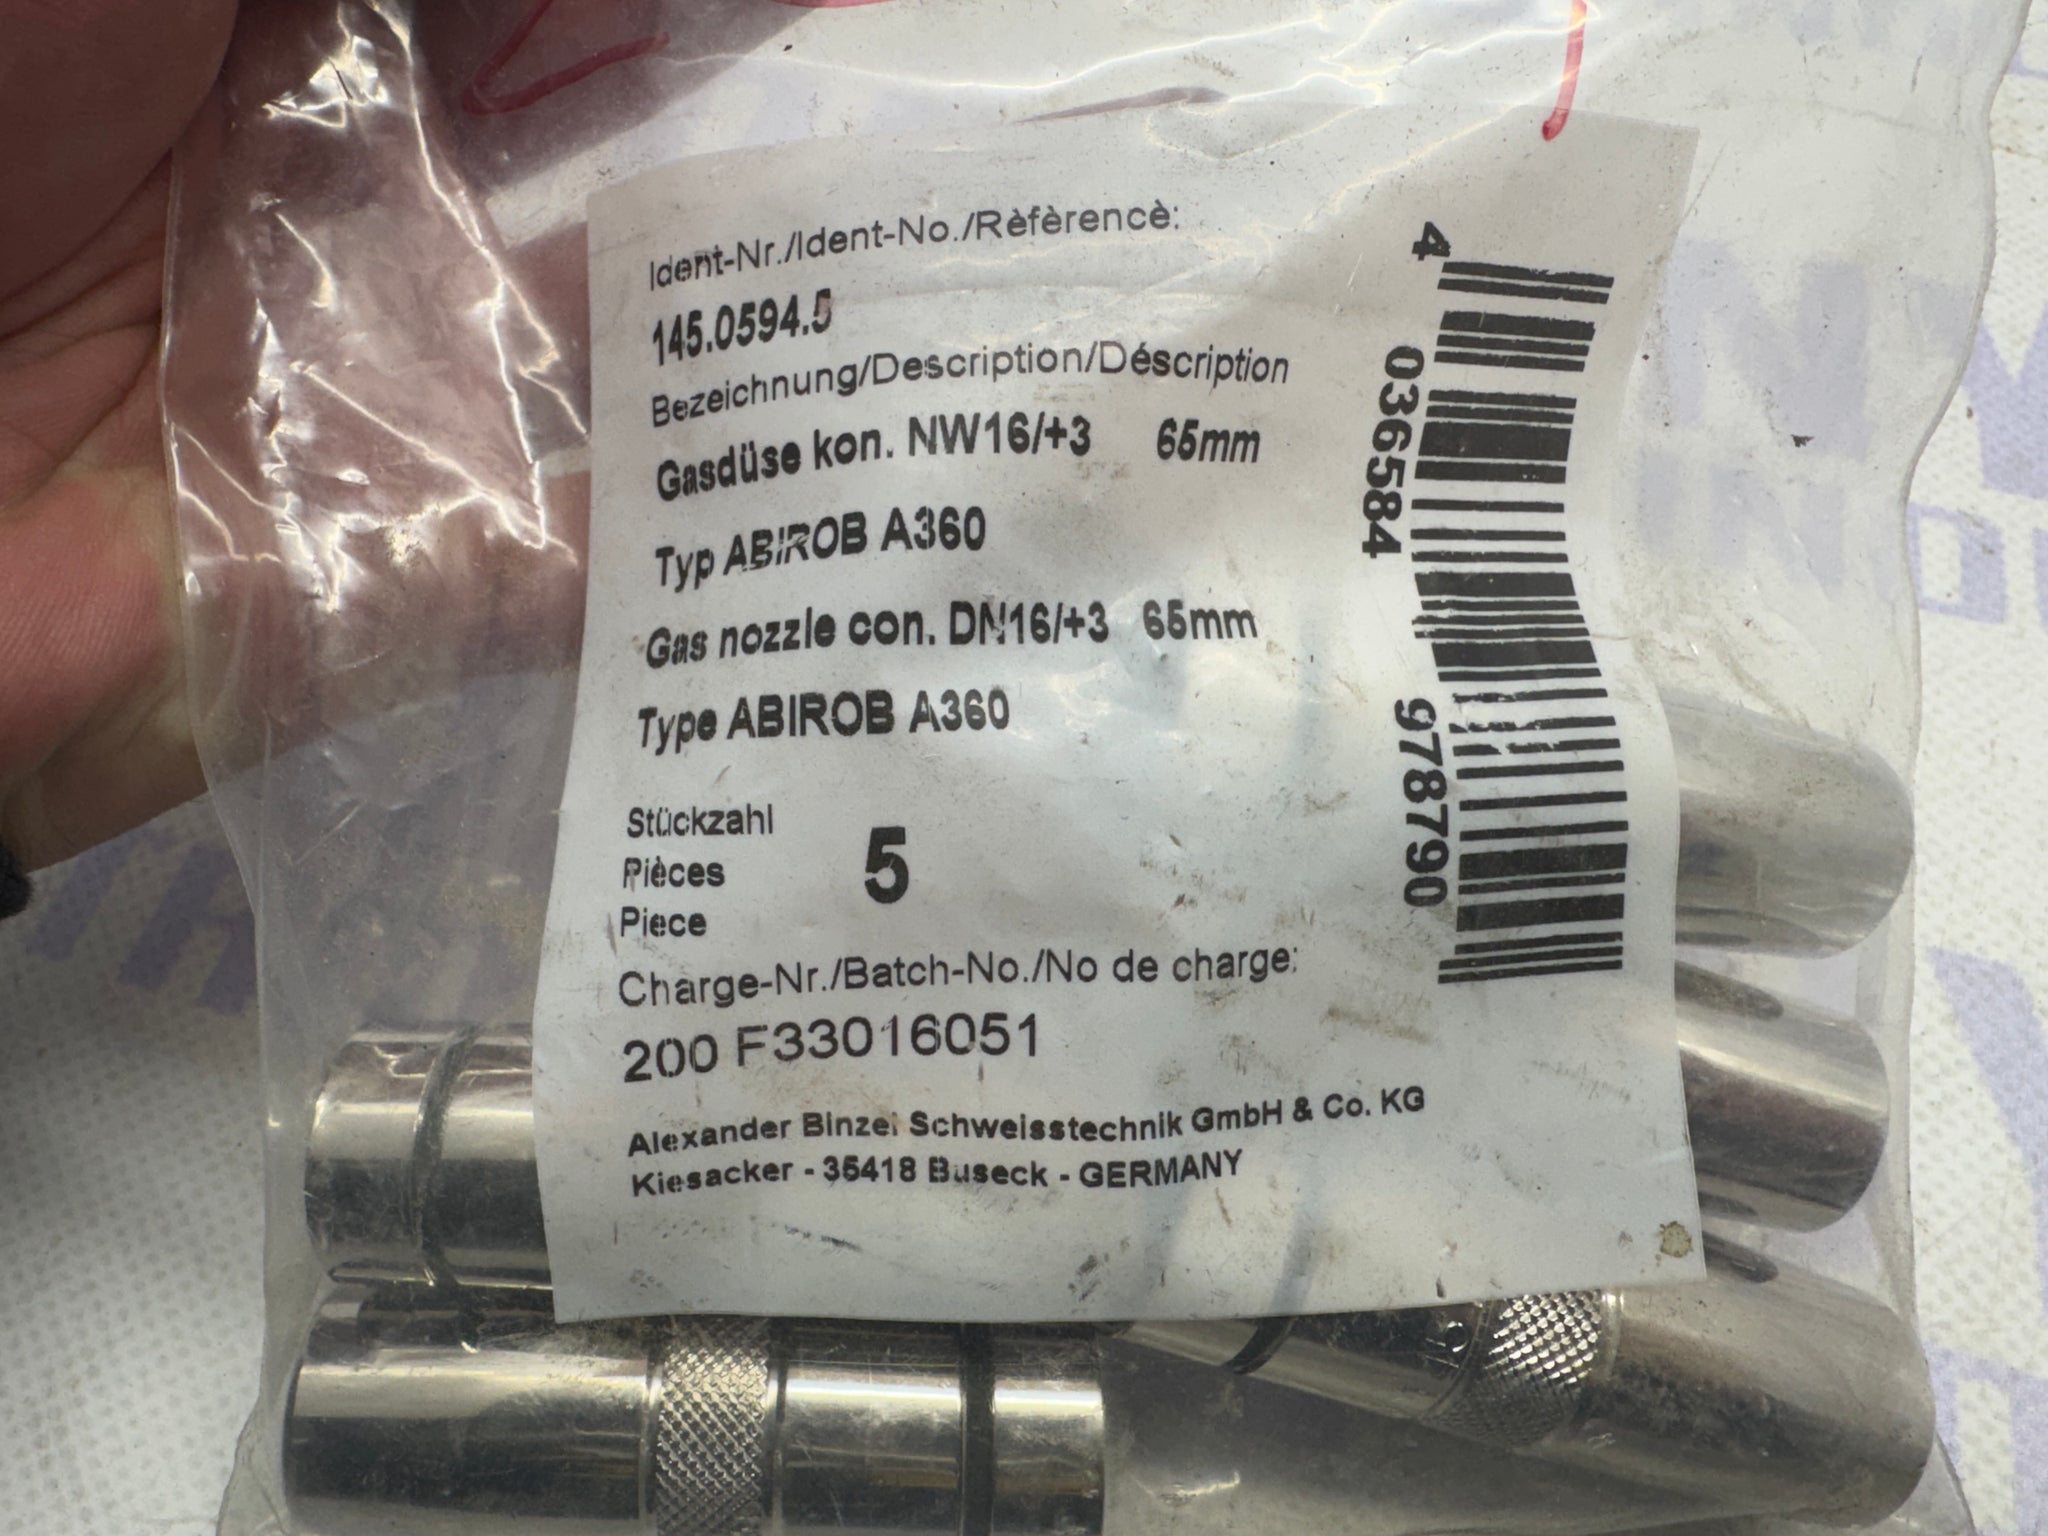 Ident-Nr./Ident-No./Rèfèrencè:
145.0594.5
Bezeichnung/Description/Déscription
Gasdüse kon. NW16/+3 65mm
Typ ABIROB A360
Gas nozzle con. DN16/+3 65mm
Type ABIROB A360
Stückzahl
Pièces 5
Piece
Charge-Nr./Batch-No./No de charge:
200 F33016051
Alexander Binzel Schweisstechnik GmbH & Co. KG
Kiesacker - 35418 Buseck - GERMANY
4 036584 978790